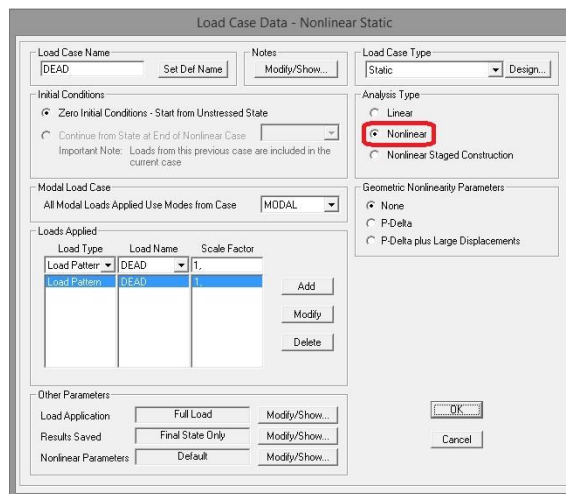 Load Case Data - Nonlinear Static
Load Case Name
DEAD
Set Def Name
Notes
Modify/Show...
Load Case Type
Static
Design...
Initial Conditions
Zero Initial Conditions - Start from Unstressed State
Continue from State at End of Nonlinear Case
Important Note: Loads from this previous case are included in the
current case
Analysis Type
Linear
Nonlinear
Nonlinear Staged Construction
Modal Load Case
All Modal Loads Applied Use Modes from Case
MODAL
Geometric Nonlinearity Parameters
None
P-Delta
P-Delta plus Large Displacements
Loads Applied
Load Type Load Name Scale Factor
Load Pattern DEAD 1,
Load Pattern DEAD 1,
Add
Modify
Delete
Other Parameters
Load Application Full Load Modify/Show...
Results Saved Final State Only Modify/Show...
Nonlinear Parameters Default Modify/Show...
OK
Cancel